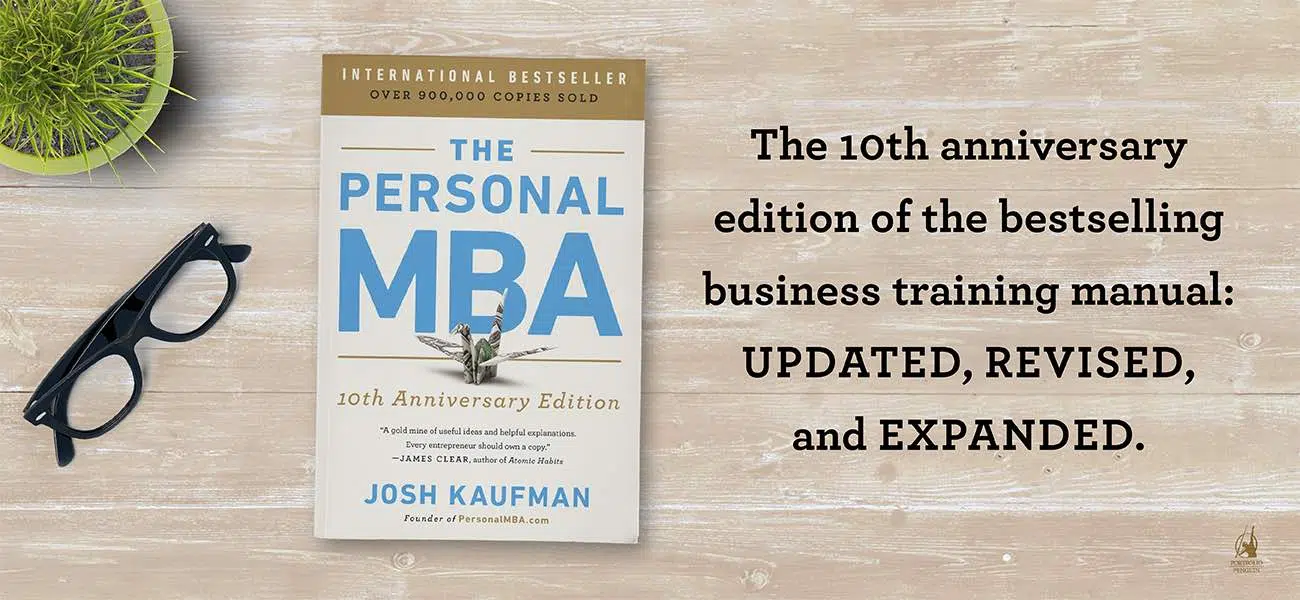 INTERNATIONAL BESTSELLER
OVER 900,000 COPIES SOLD
THE
PERSONAL
MBA
10th Anniversary Edition
“A gold mine of useful ideas and helpful explanations.
Every entrepreneur should own a copy.”
—JAMES CLEAR, author of Atomic Habits
JOSH KAUFMAN
Founder of PersonalMBA.com
The 10th anniversary
edition of the bestselling
business training manual:
UPDATED, REVISED,
and EXPANDED.
PORTFOLIO
PENGUIN